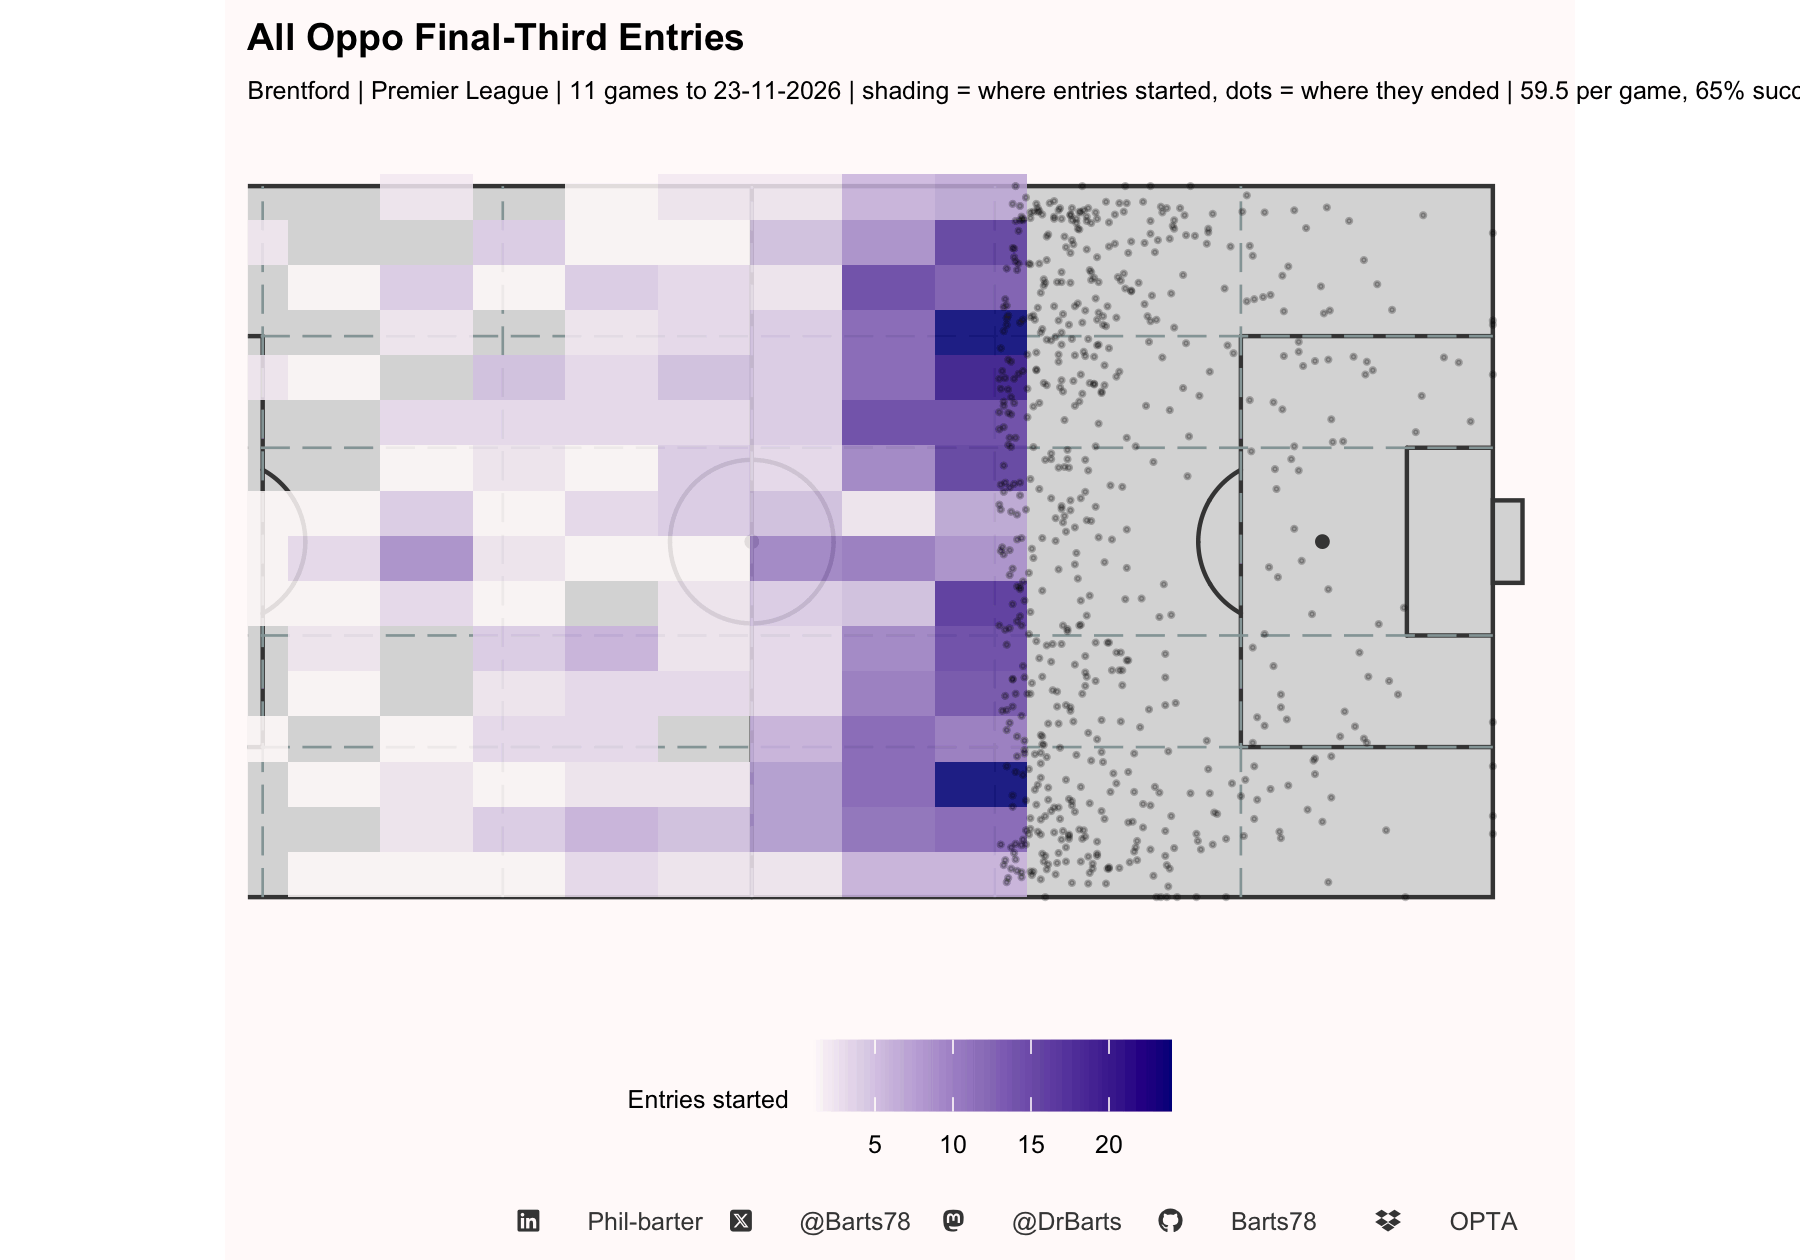 All Oppo Final-Third Entries
Brentford | Premier League | 11 games to 23-11-2026 | shading = where entries started, dots = where they ended | 59.5 per game, 65% succ
Entries started
5 10 15 20
Phil-barter @Barts78 @DrBarts Barts78 OPTA